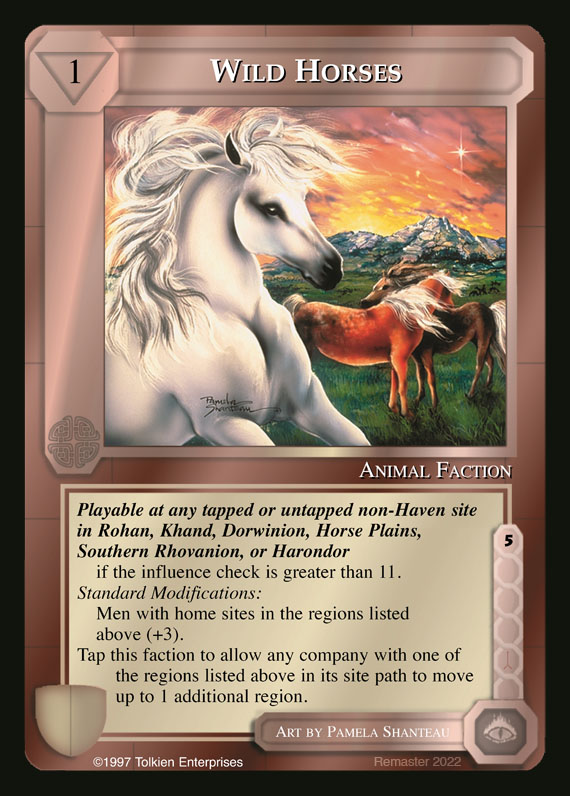 1
WILD HORSES
Pamela
Shanteau
ANIMAL FACTION
Playable at any tapped or untapped non-Haven site
in Rohan, Khand, Dorwinion, Horse Plains,
Southern Rhovanion, or Harondor
if the influence check is greater than 11.
Standard Modifications:
Men with home sites in the regions listed
above (+3).
Tap this faction to allow any company with one of
the regions listed above in its site path to move
up to 1 additional region.
5
ART BY PAMELA SHANTEAU
©1997 Tolkien Enterprises
Remaster 2022